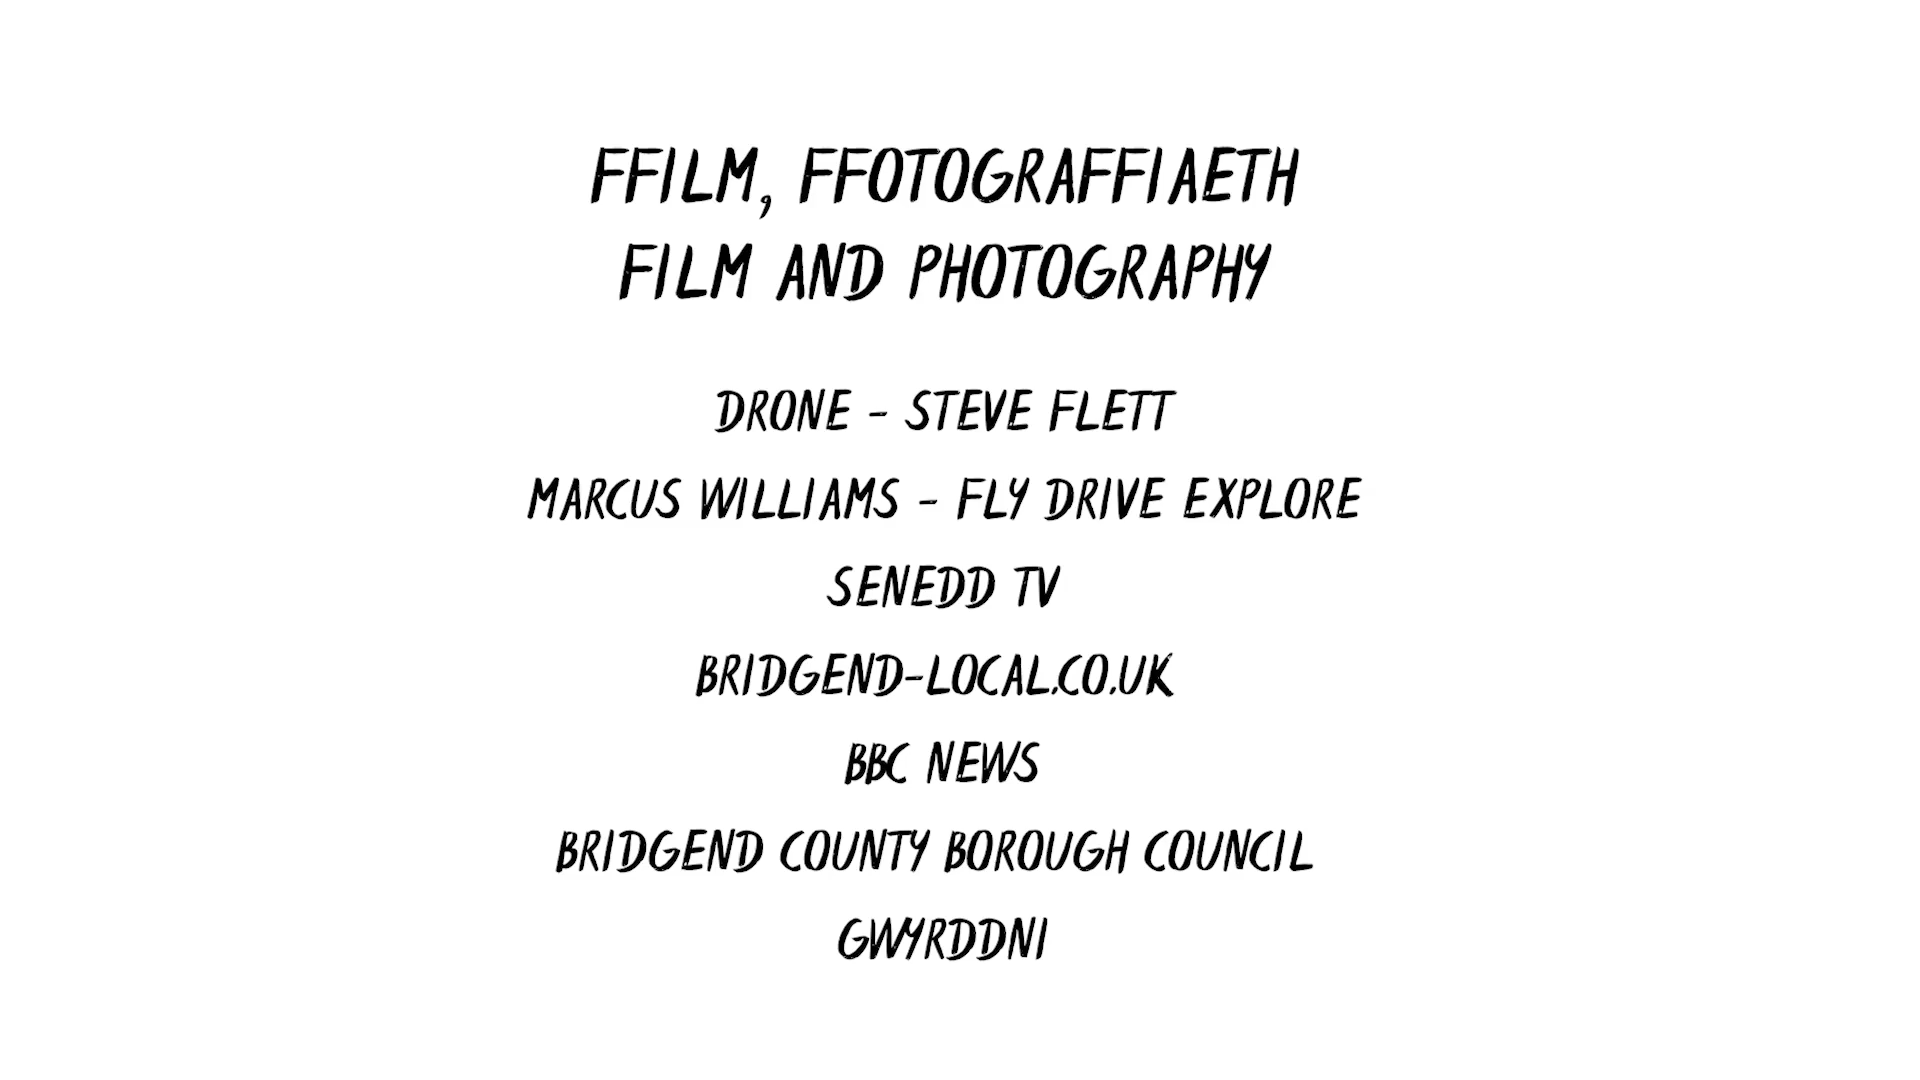 FFILM, FFOTOGRAFFIAETH
FILM AND PHOTOGRAPHY
DRONE - STEVE FLETT
MARCUS WILLIAMS - FLY DRIVE EXPLORE
SENEDD TV
BRIDGEND-LOCAL.CO.UK
BBC NEWS
BRIDGEND COUNTY BOROUGH COUNCIL
GWYRDDNI